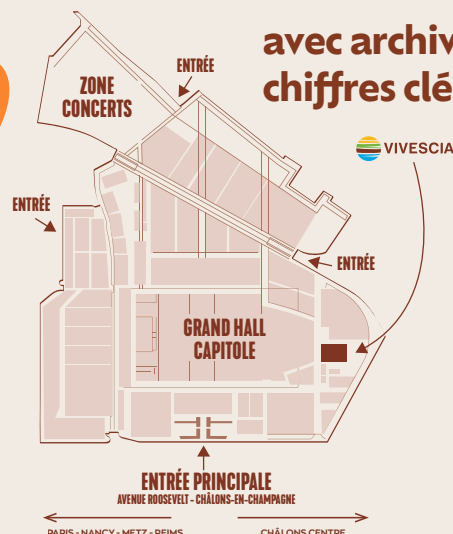 avec archiv
chiffres clé
ENTRÉE
ZONE
CONCERTS
VIVESCIA
ENTRÉE
ENTRÉE
GRAND HALL
CAPITOLE
ENTRÉE PRINCIPALE
AVENUE ROOSEVELT - CHÂLONS-EN-CHAMPAGNE
PARIS - NANCY - METZ - REIMS
CHÂLONS CENTRE